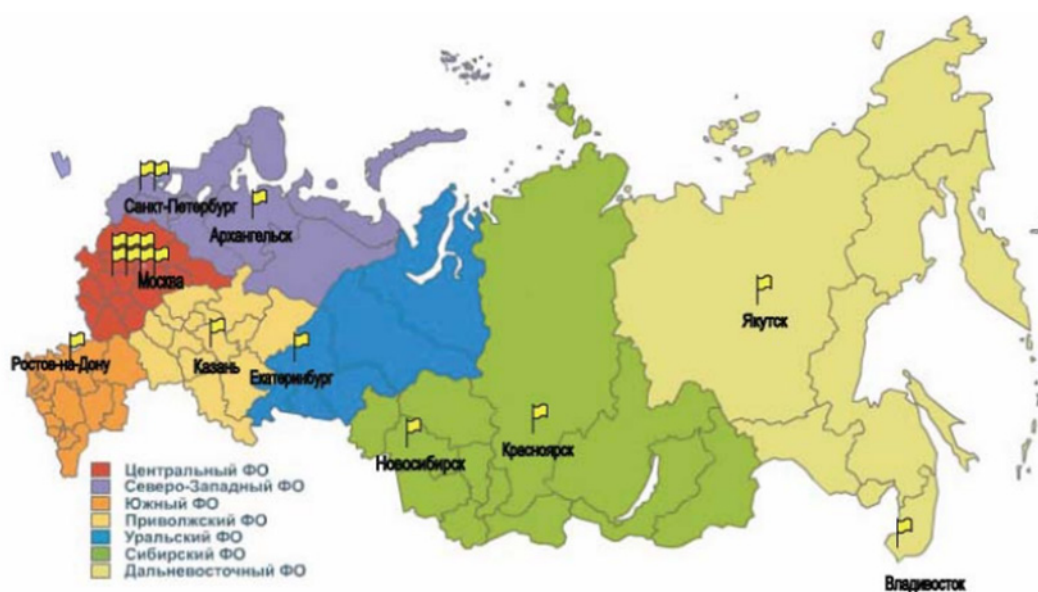 Санкт-Петербург
Архангельск
Москва
Якутск
Ростов-на-Дону
Казань
Екатеринбург
Новосибирск
Красноярск
Центральный ФО
Северо-Западный ФО
Южный ФО
Приволжский ФО
Уральский ФО
Сибирский ФО
Дальневосточный ФО
Владивосток